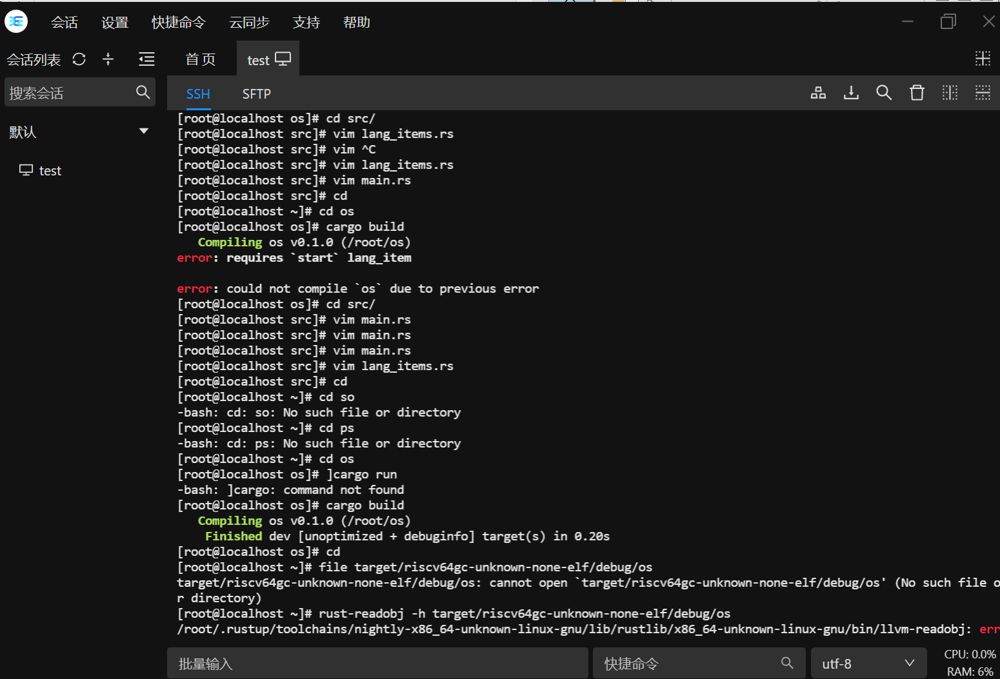 会话 设置 快捷命令 云同步 支持 帮助
会话列表 首页 test
搜索会话 SSH SFTP
默认
test
[root@localhost os]# cd src/
[root@localhost src]# vim lang_items.rs
[root@localhost src]# vim ^C
[root@localhost src]# vim lang_items.rs
[root@localhost src]# vim main.rs
[root@localhost src]# cd
[root@localhost ~]# cd os
[root@localhost os]# cargo build
Compiling os v0.1.0 (/root/os)
error: requires `start` lang_item
error: could not compile `os` due to previous error
[root@localhost os]# cd src/
[root@localhost src]# vim main.rs
[root@localhost src]# vim main.rs
[root@localhost src]# vim main.rs
[root@localhost src]# vim lang_items.rs
[root@localhost src]# cd
[root@localhost ~]# cd so
-bash: cd: so: No such file or directory
[root@localhost ~]# cd ps
-bash: cd: ps: No such file or directory
[root@localhost ~]# cd os
[root@localhost os]# ]cargo run
-bash: ]cargo: command not found
[root@localhost os]# cargo build
Compiling os v0.1.0 (/root/os)
Finished dev [unoptimized + debuginfo] target(s) in 0.20s
[root@localhost os]# cd
[root@localhost ~]# file target/riscv64gc-unknown-none-elf/debug/os
target/riscv64gc-unknown-none-elf/debug/os: cannot open `target/riscv64gc-unknown-none-elf/debug/os' (No such file o
r directory)
[root@localhost ~]# rust-readobj -h target/riscv64gc-unknown-none-elf/debug/os
/root/.rustup/toolchains/nightly-x86_64-unknown-linux-gnu/lib/rustlib/x86_64-unknown-linux-gnu/bin/llvm-readobj: err
批量输入 快捷命令 utf-8 CPU: 0.0%
RAM: 6%